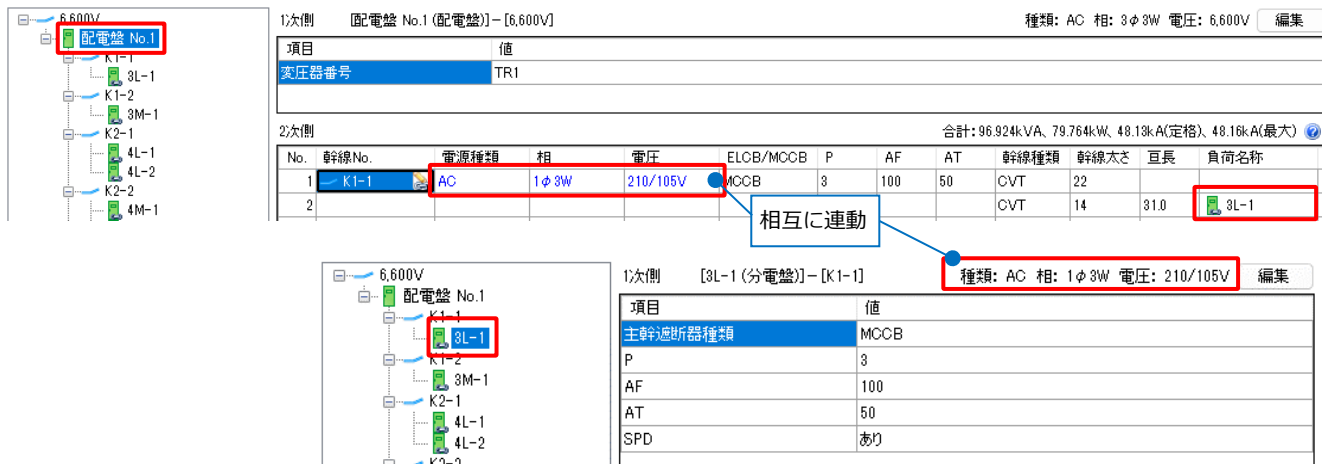 6,600V
配電盤 No.1
K1-1
3L-1
K1-2
3M-1
K2-1
4L-1
4L-2
K2-2
4M-1
1次側 [配電盤 No.1 (配電盤)]-[6,600V] 種類: AC 相: 3φ3W 電圧: 6,600V 編集
項目 値
変圧器番号 TR1
2次側 合計:96.924kVA、79.764kW、48.13kA(定格)、48.16kA(最大)
No. 幹線No. 電源種類 相 電圧 ELCB/MCCB P AF AT 幹線種類 幹線太さ 亘長 負荷名称
1 K1-1 AC 1φ3W 210/105V MCCB 3 100 50 CVT 22
2 CVT 14 31.0 3L-1
相互に連動
6,600V
配電盤 No.1
K1-1
3L-1
K1-2
3M-1
K2-1
4L-1
4L-2
K2-2
1次側 [3L-1 (分電盤)]-[K1-1] 種類: AC 相: 1φ3W 電圧: 210/105V 編集
項目 値
主幹遮断器種類 MCCB
P 3
AF 100
AT 50
SPD あり